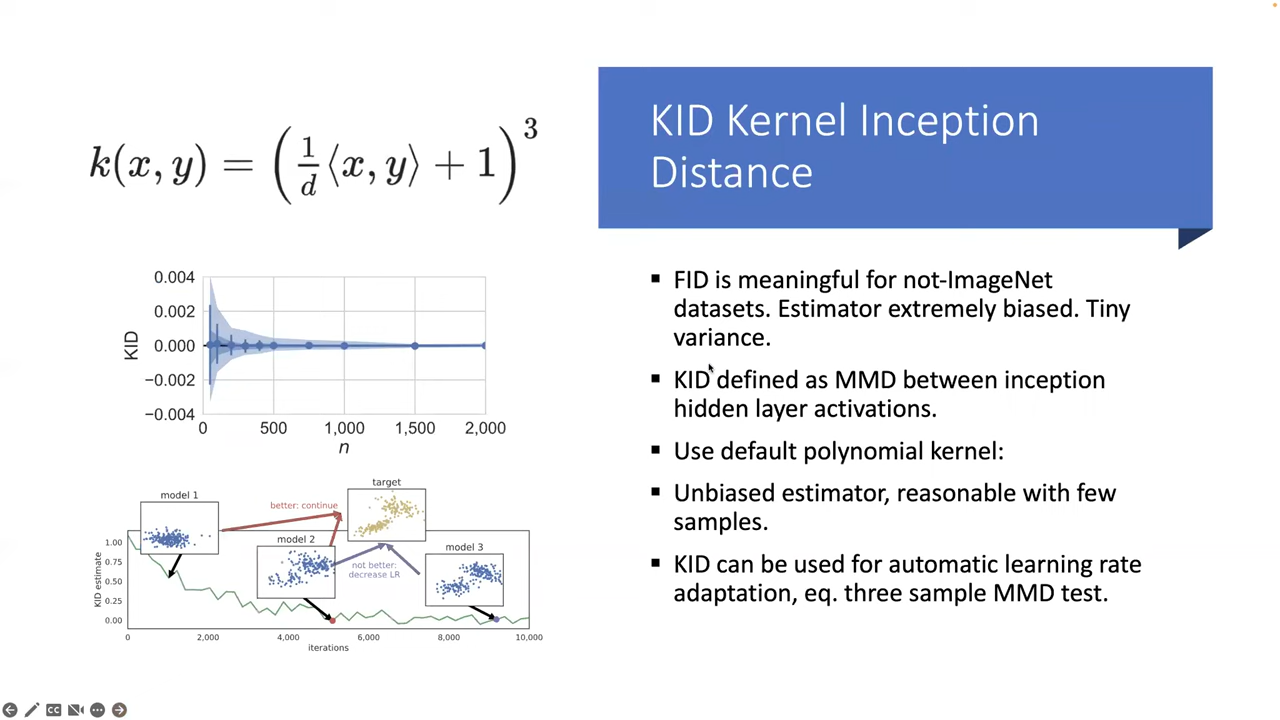 KID Kernel Inception
Distance
k(x, y) = (1/d ⟨x, y⟩ + 1)^3
0.004
0.002
0.000
−0.002
−0.004
KID
0 500 1,000 1,500 2,000
n
▪ FID is meaningful for not-ImageNet
datasets. Estimator extremely biased. Tiny
variance.
▪ KID defined as MMD between inception
hidden layer activations.
▪ Use default polynomial kernel:
▪ Unbiased estimator, reasonable with few
samples.
▪ KID can be used for automatic learning rate
adaptation, eq. three sample MMD test.
target
model 1
better: continue
model 2
model 3
not better:
decrease LR
KID estimate
1.00
0.75
0.50
0.25
0.00
0 2,000 4,000 6,000 8,000 10,000
iterations
CC